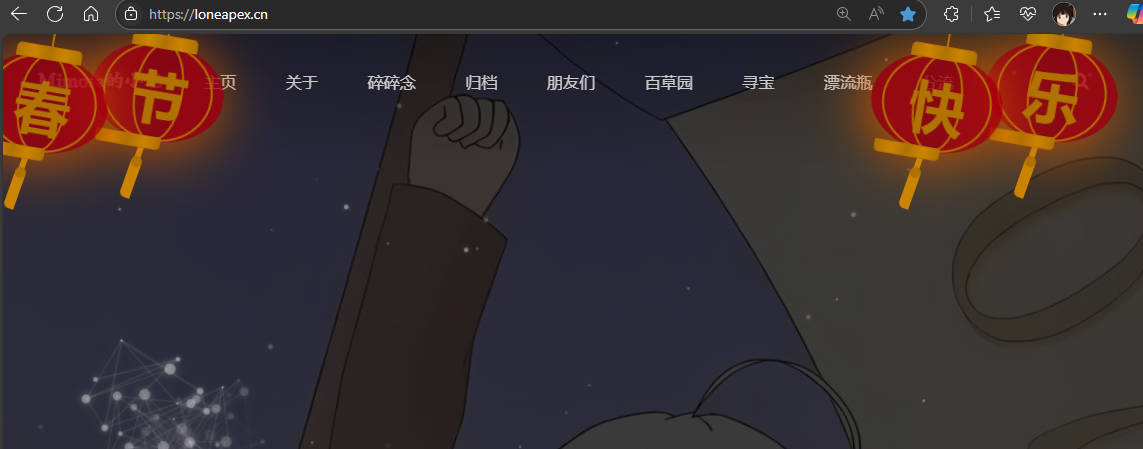 https://loneapex.cn
主页 关于 碎碎念 归档 朋友们 百草园 寻宝 漂流瓶
春 节 快 乐